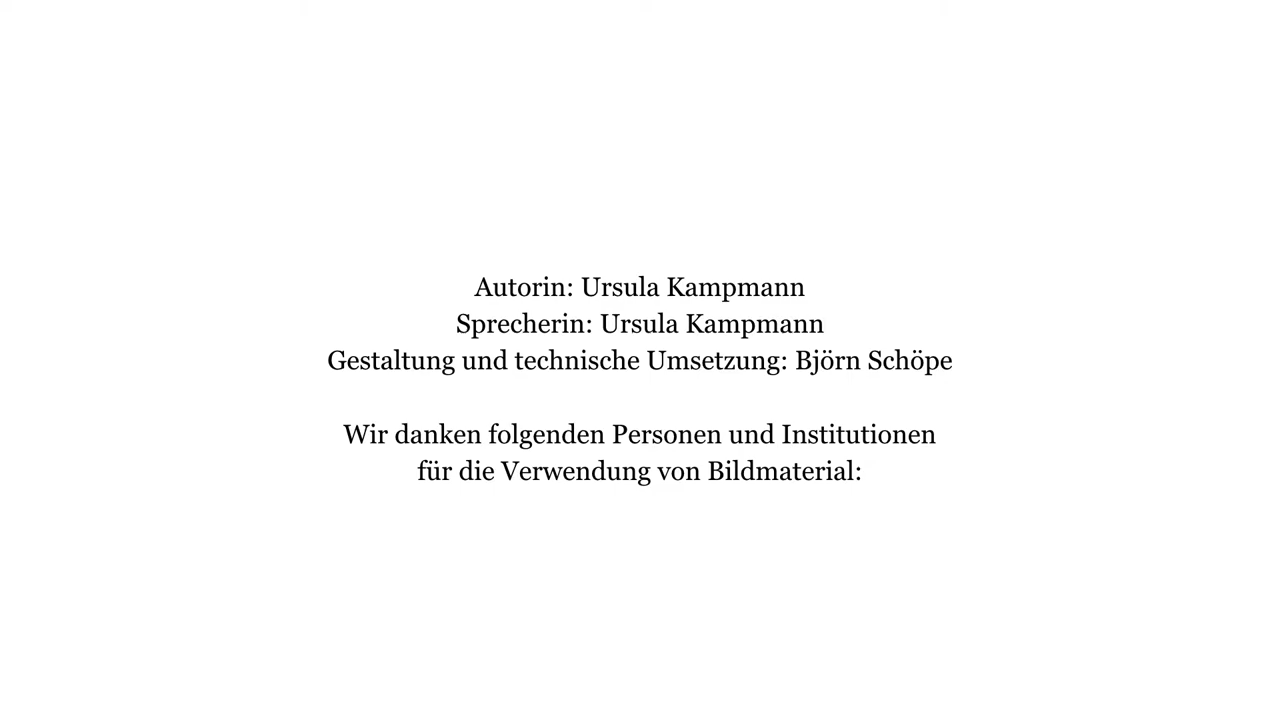 Autorin: Ursula Kampmann
Sprecherin: Ursula Kampmann
Gestaltung und technische Umsetzung: Björn Schöpe
Wir danken folgenden Personen und Institutionen
für die Verwendung von Bildmaterial: